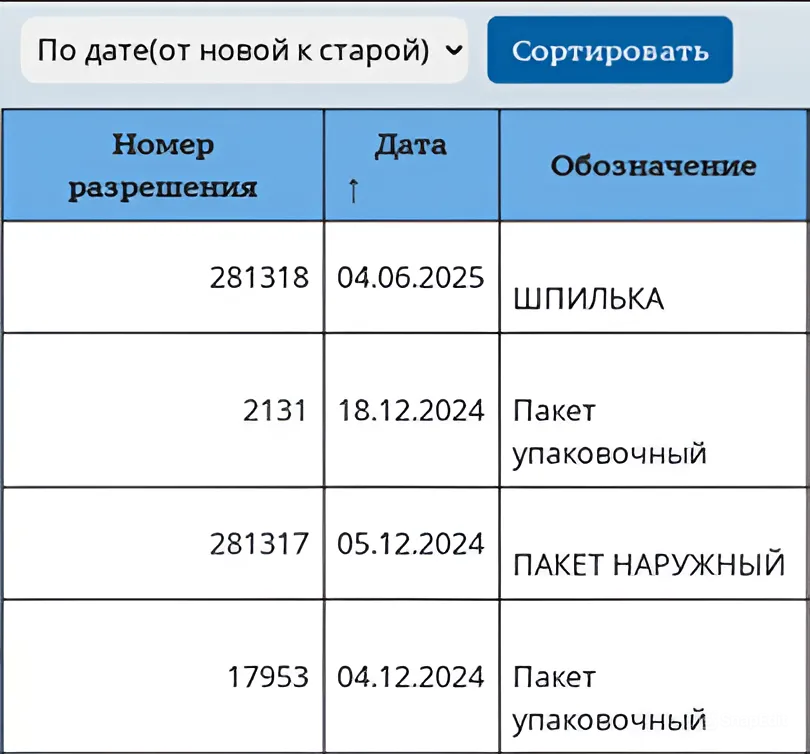 По дате(от новой к старой)
Сортировать
Номер
разрешения
Дата
↑
Обозначение
281318
04.06.2025
ШПИЛЬКА
2131
18.12.2024
Пакет
упаковочный
281317
05.12.2024
ПАКЕТ НАРУЖНЫЙ
17953
04.12.2024
Пакет
упаковочный